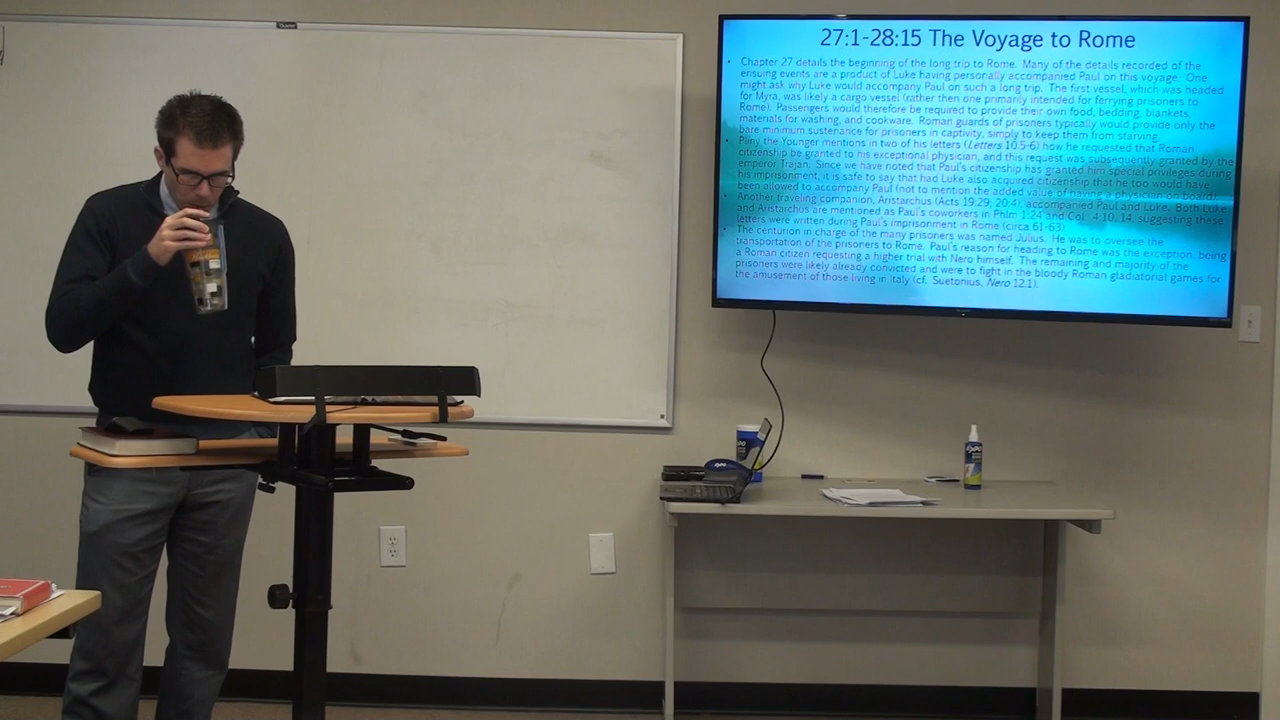 27:1-28:15 The Voyage to Rome
• Chapter 27 details the beginning of the long trip to Rome. Many of the details recorded of the
ensuing events are a product of Luke having personally accompanied Paul on this voyage. One
might ask why Luke would accompany Paul on such a long trip. The first vessel, which was headed
for Myra, was likely a cargo vessel (rather then one primarily intended for ferrying prisoners to
Rome). Passengers would therefore be required to provide their own food, bedding, blankets,
materials for washing, and cookware. Roman guards of prisoners typically would provide only the
bare minimum sustenance for prisoners in captivity, simply to keep them from starving.
• Pliny the Younger mentions in two of his letters (Letters 10.5-6) how he requested that Roman
citizenship be granted to his exceptional physician, and this request was subsequently granted by the
emperor Trajan. Since we have noted that Paul's citizenship has granted him special privileges during
his imprisonment, it is safe to say that had Luke also acquired citizenship that he too would have
been allowed to accompany Paul (not to mention the added value of having a physician on board).
• Another traveling companion, Aristarchus (Acts 19:29; 20:4), accompanied Paul and Luke. Both Luke
and Aristarchus are mentioned as Paul's coworkers in Phlm 1:24 and Col. 4:10, 14, suggesting these
letters were written during Paul's imprisonment in Rome (circa 61-63).
• The centurion in charge of the many prisoners was named Julius. He was to oversee the
transportation of the prisoners to Rome. Paul's reason for heading to Rome was the exception, being
a Roman citizen requesting a higher trial with Nero himself. The remaining and majority of the
prisoners were likely already convicted and were to fight in the bloody Roman gladiatorial games for
the amusement of those living in Italy (cf. Suetonius, Nero 12.1).
EXPO